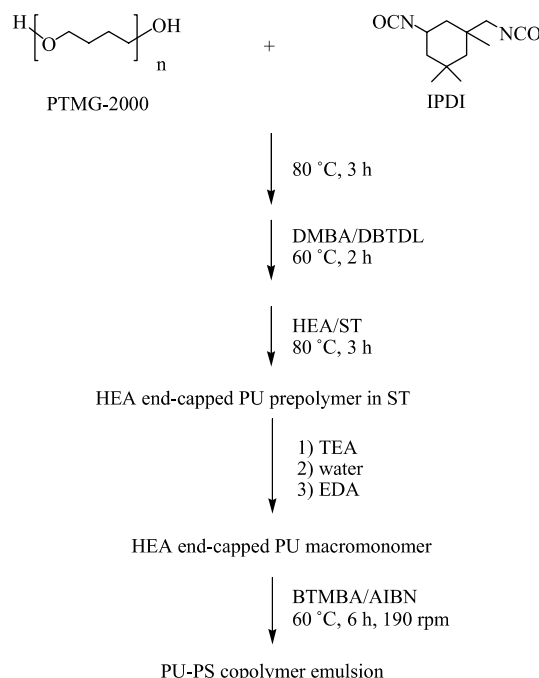 H
O
OH
n
PTMG-2000
+
OCN
NCO
IPDI
80 ˚C, 3 h
DMBA/DBTDL
60 ˚C, 2 h
HEA/ST
80 ˚C, 3 h
HEA end-capped PU prepolymer in ST
1) TEA
2) water
3) EDA
HEA end-capped PU macromonomer
BTMBA/AIBN
60 ˚C, 6 h, 190 rpm
PU-PS copolymer emulsion